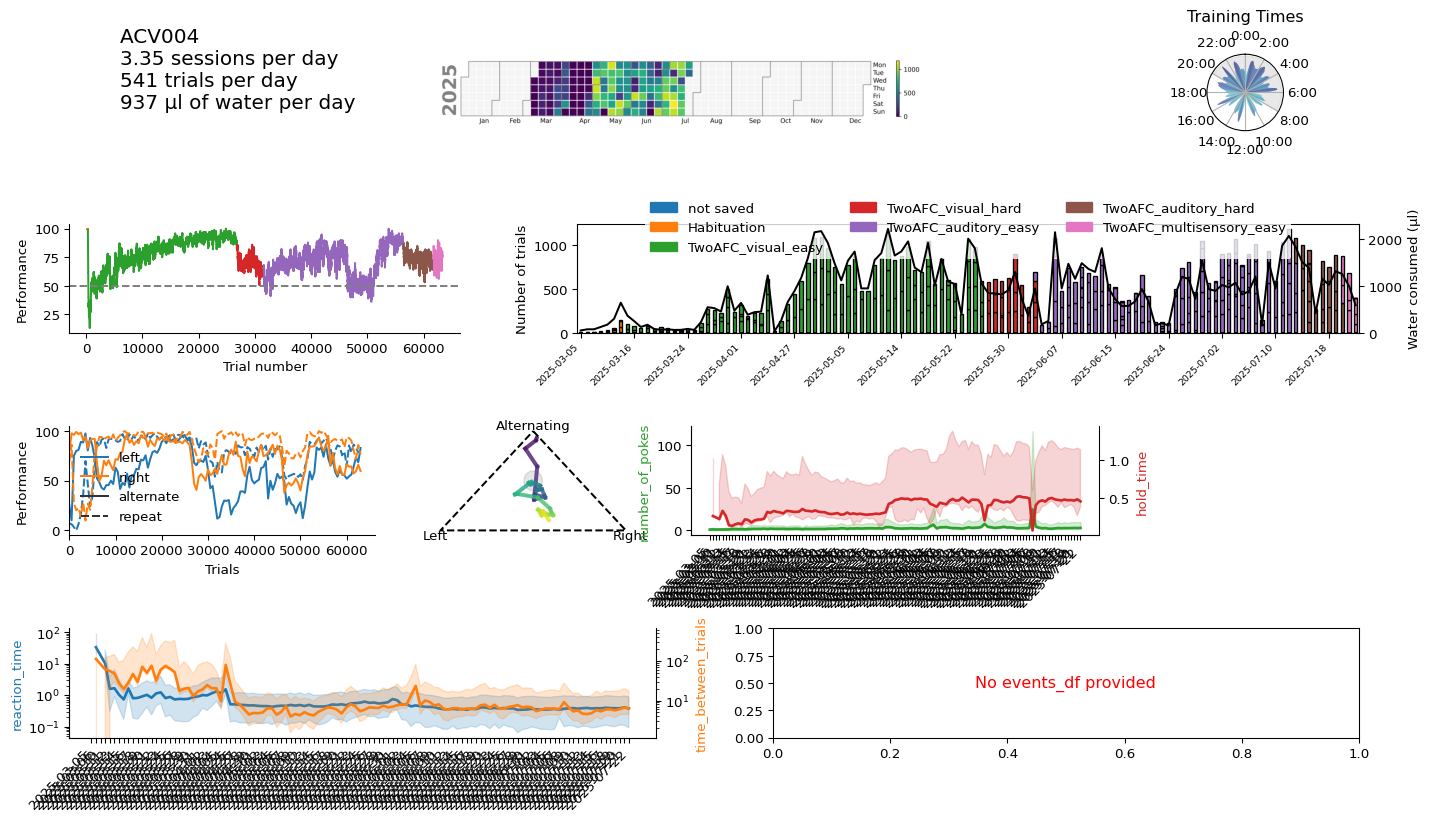 ACV004
3.35 sessions per day
541 trials per day
937 µl of water per day
2025
Jan Feb Mar Apr May Jun Jul Aug Sep Oct Nov Dec
Mon
Tue
Wed
Thu
Fri
Sat
Sun
1000
500
0
Training Times
0:00
2:00
4:00
6:00
8:00
10:00
12:00
14:00
16:00
18:00
20:00
22:00
Performance
100
75
50
25
0 10000 20000 30000 40000 50000 60000
Trial number
not saved
Habituation
TwoAFC_visual_easy
TwoAFC_visual_hard
TwoAFC_auditory_easy
TwoAFC_auditory_hard
TwoAFC_multisensory_easy
Number of trials
1000
500
0
Water consumed (µl)
2000
1000
0
2025-03-05 2025-03-16 2025-03-24 2025-04-01 2025-04-27 2025-05-05 2025-05-14 2025-05-22 2025-05-30 2025-06-07 2025-06-15 2025-06-24 2025-07-02 2025-07-10 2025-07-18
Performance
100
50
0
left
right
alternate
repeat
0 10000 20000 30000 40000 50000 60000
Trials
Alternating
Left
Right
number_of_pokes
100
50
0
hold_time
1.0
0.5
reaction_time
10²
10¹
10⁰
10⁻¹
time_between_trials
10²
10¹
No events_df provided
1.00
0.75
0.50
0.25
0.00
0.0 0.2 0.4 0.6 0.8 1.0